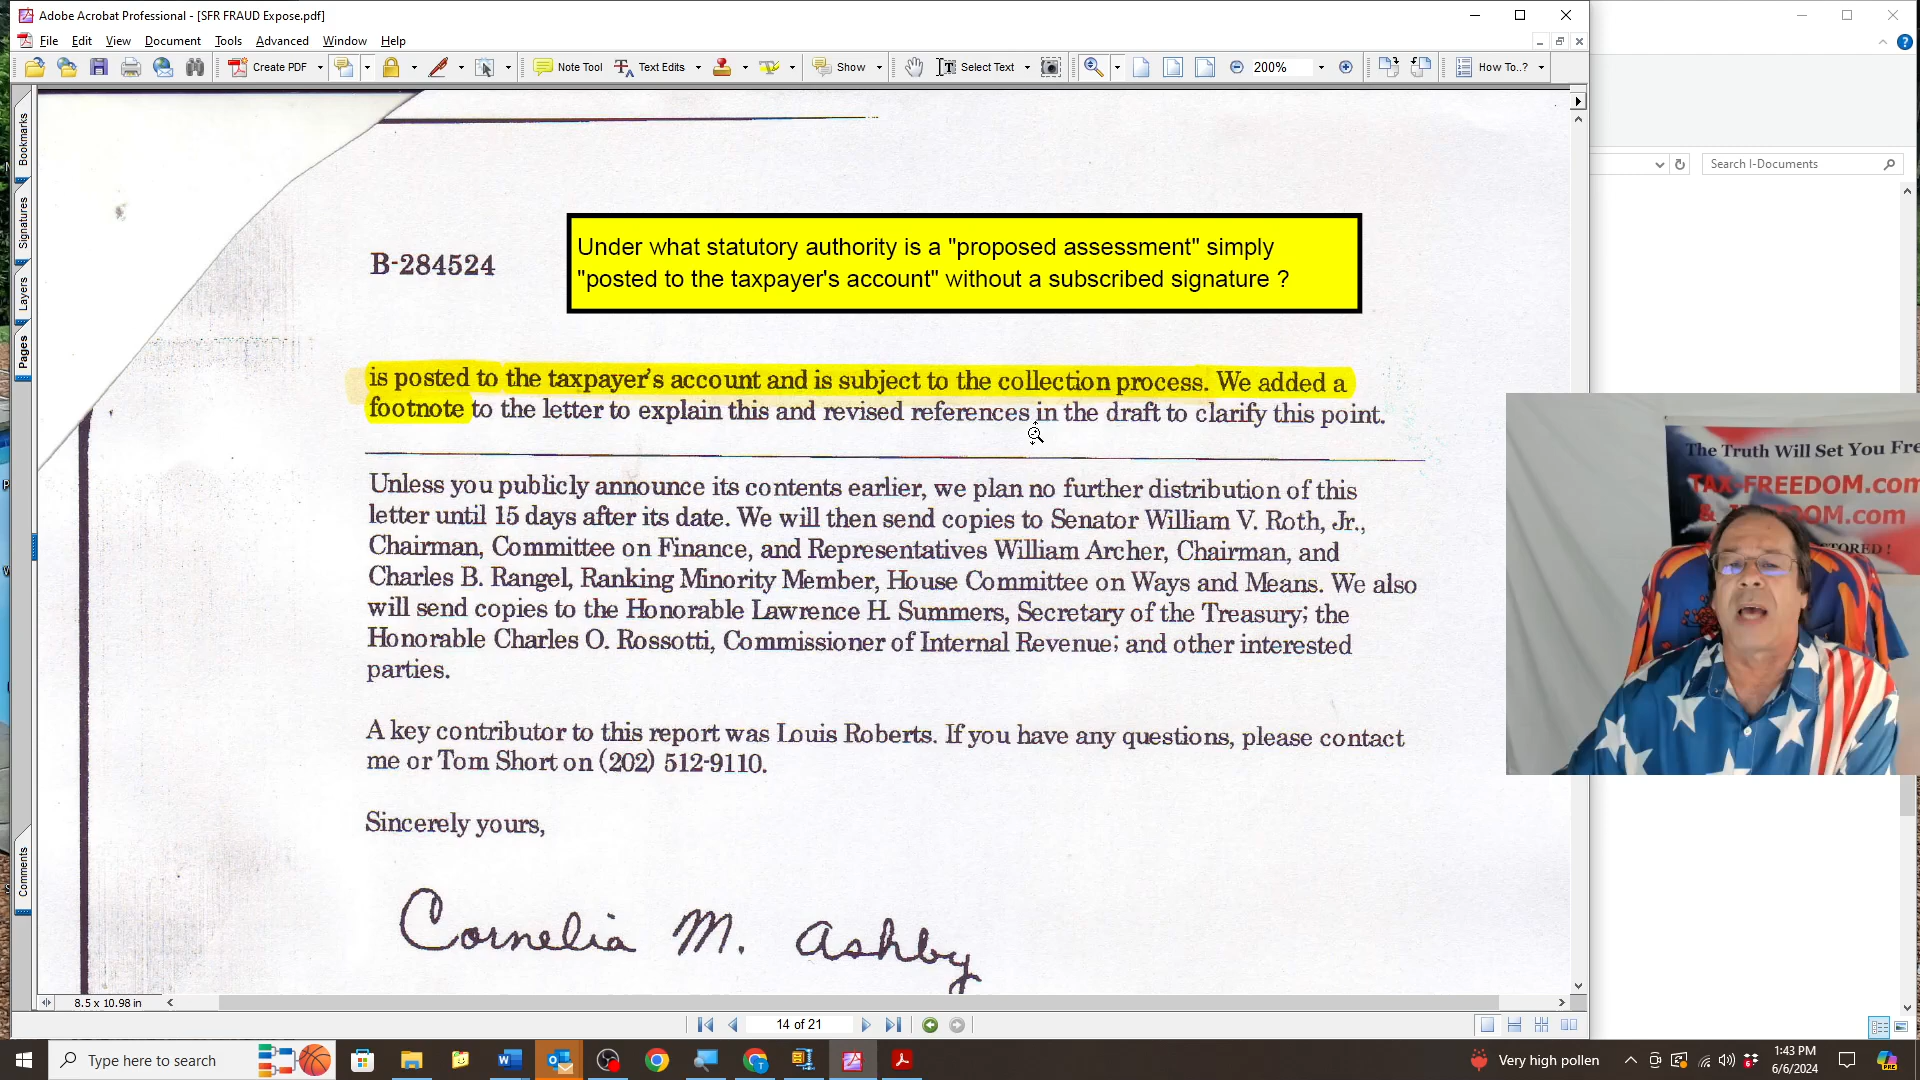 Adobe Acrobat Professional - [SFR FRAUD Expose.pdf]
File Edit View Document Tools Advanced Window Help
Create PDF Note Tool Text Edits Show Select Text 200% How To..?
Search I-Documents
Bookmarks
Signatures
Layers
Pages
Comments
B-284524
Under what statutory authority is a "proposed assessment" simply
"posted to the taxpayer's account" without a subscribed signature ?
is posted to the taxpayer's account and is subject to the collection process. We added a
footnote to the letter to explain this and revised references in the draft to clarify this point.
Unless you publicly announce its contents earlier, we plan no further distribution of this
letter until 15 days after its date. We will then send copies to Senator William V. Roth, Jr.,
Chairman, Committee on Finance, and Representatives William Archer, Chairman, and
Charles B. Rangel, Ranking Minority Member, House Committee on Ways and Means. We also
will send copies to the Honorable Lawrence H. Summers, Secretary of the Treasury; the
Honorable Charles O. Rossotti, Commissioner of Internal Revenue; and other interested
parties.
A key contributor to this report was Louis Roberts. If you have any questions, please contact
me or Tom Short on (202) 512-9110.
Sincerely yours,
Cornelia M. Ashby
The Truth Will Set You Fre
TAX-FREEDOM.com
&
OM.com
TORED !
8.5 x 10.98 in
14 of 21
Type here to search
Very high pollen
1:43 PM
6/6/2024